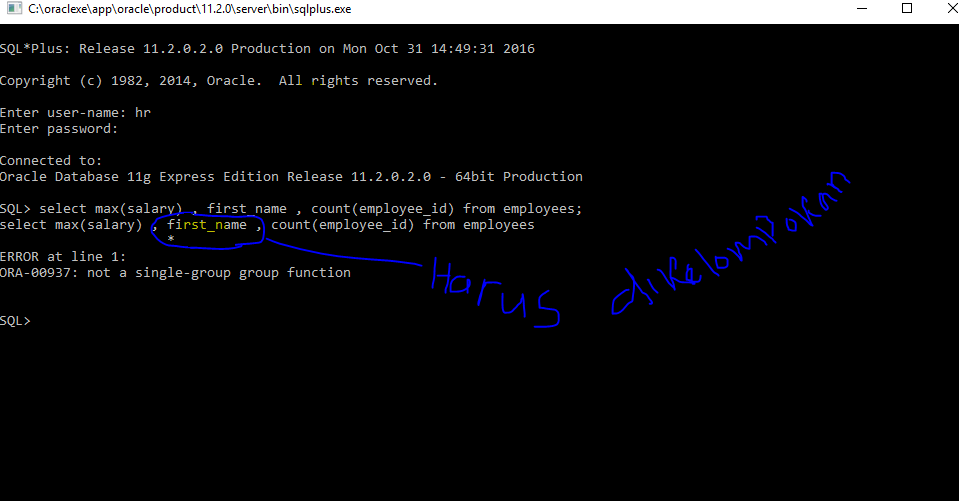 C:\oraclexe\app\oracle\product\11.2.0\server\bin\sqlplus.exe
SQL*Plus: Release 11.2.0.2.0 Production on Mon Oct 31 14:49:31 2016
Copyright (c) 1982, 2014, Oracle.  All rights reserved.
Enter user-name: hr
Enter password:
Connected to:
Oracle Database 11g Express Edition Release 11.2.0.2.0 - 64bit Production
SQL> select max(salary) , first_name , count(employee_id) from employees;
select max(salary) , first_name , count(employee_id) from employees
*
ERROR at line 1:
ORA-00937: not a single-group group function
Harus dikelompokan
SQL>